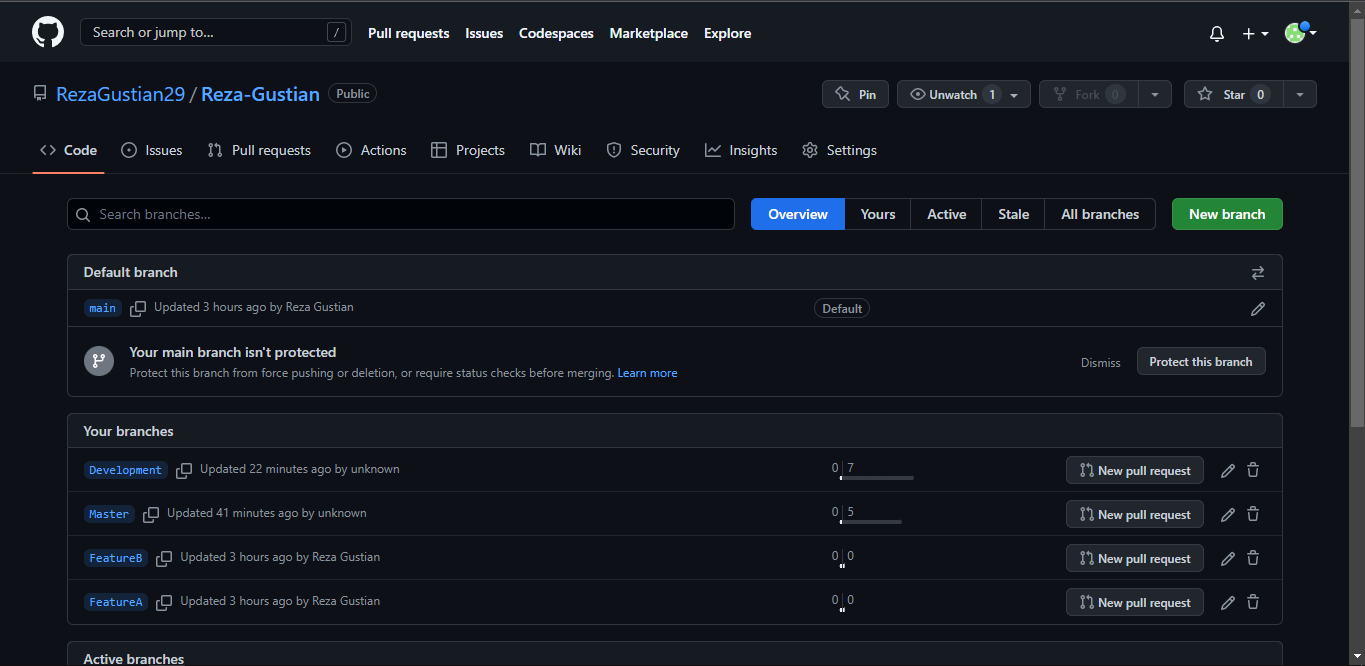 Search or jump to... /
Pull requests Issues Codespaces Marketplace Explore
RezaGustian29 / Reza-Gustian Public
Pin Unwatch 1 Fork 0 Star 0
Code Issues Pull requests Actions Projects Wiki Security Insights Settings
Search branches...
Overview Yours Active Stale All branches New branch
Default branch
main Updated 3 hours ago by Reza Gustian Default
Your main branch isn't protected
Protect this branch from force pushing or deletion, or require status checks before merging. Learn more
Dismiss Protect this branch
Your branches
Development Updated 22 minutes ago by unknown 0 7 New pull request
Master Updated 41 minutes ago by unknown 0 5 New pull request
FeatureB Updated 3 hours ago by Reza Gustian 0 0 New pull request
FeatureA Updated 3 hours ago by Reza Gustian 0 0 New pull request
Active branches